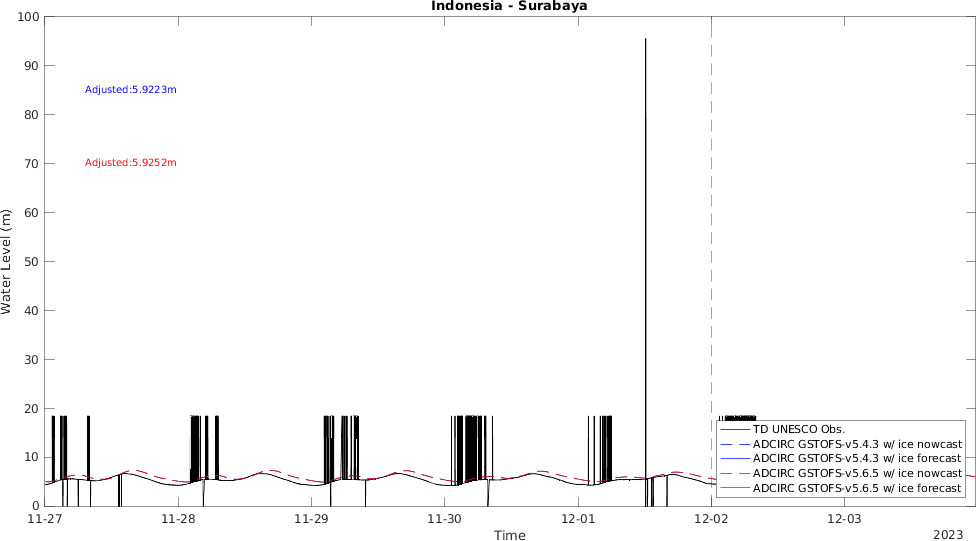 Indonesia - Surabaya
100
90
80
70
60
50
40
30
20
10
0
Water Level (m)
Adjusted:5.9223m
Adjusted:5.9252m
TD UNESCO Obs.
ADCIRC GSTOFS-v5.4.3 w/ ice nowcast
ADCIRC GSTOFS-v5.4.3 w/ ice forecast
ADCIRC GSTOFS-v5.6.5 w/ ice nowcast
ADCIRC GSTOFS-v5.6.5 w/ ice forecast
11-27 11-28 11-29 11-30 12-01 12-02 12-03
Time
2023